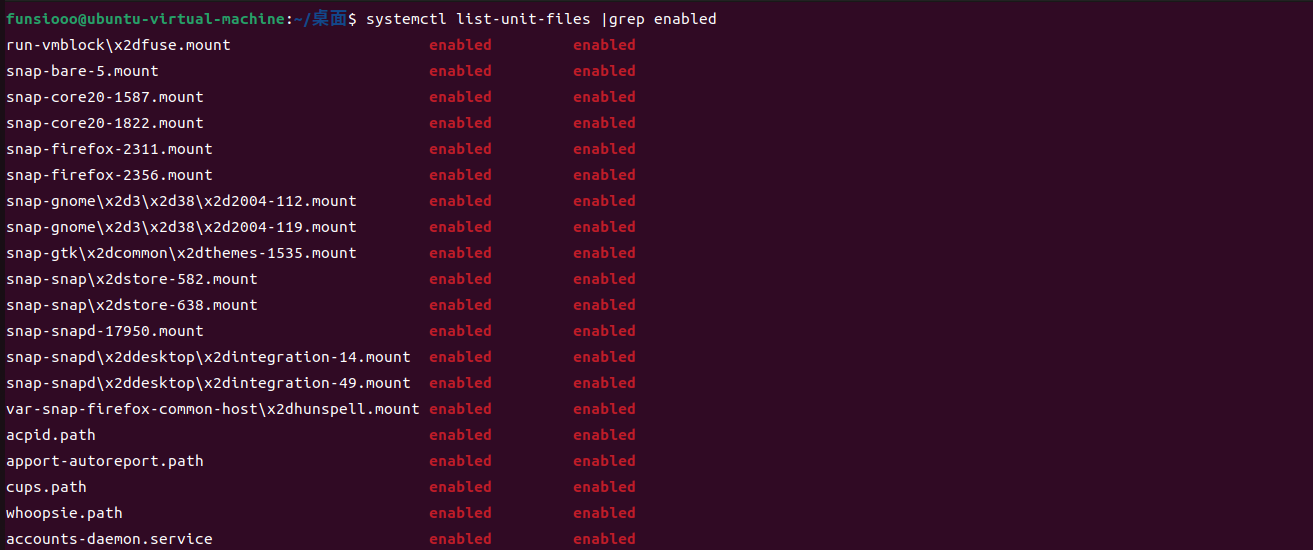 funsiooo@ubuntu-virtual-machine:~/桌面$ systemctl list-unit-files |grep enabled
run-vmblock\x2dfuse.mount enabled enabled
snap-bare-5.mount enabled enabled
snap-core20-1587.mount enabled enabled
snap-core20-1822.mount enabled enabled
snap-firefox-2311.mount enabled enabled
snap-firefox-2356.mount enabled enabled
snap-gnome\x2d3\x2d38\x2d2004-112.mount enabled enabled
snap-gnome\x2d3\x2d38\x2d2004-119.mount enabled enabled
snap-gtk\x2dcommon\x2dthemes-1535.mount enabled enabled
snap-snap\x2dstore-582.mount enabled enabled
snap-snap\x2dstore-638.mount enabled enabled
snap-snapd-17950.mount enabled enabled
snap-snapd\x2ddesktop\x2dintegration-14.mount enabled enabled
snap-snapd\x2ddesktop\x2dintegration-49.mount enabled enabled
var-snap-firefox-common-host\x2dhunspell.mount enabled enabled
acpid.path enabled enabled
apport-autoreport.path enabled enabled
cups.path enabled enabled
whoopsie.path enabled enabled
accounts-daemon.service enabled enabled